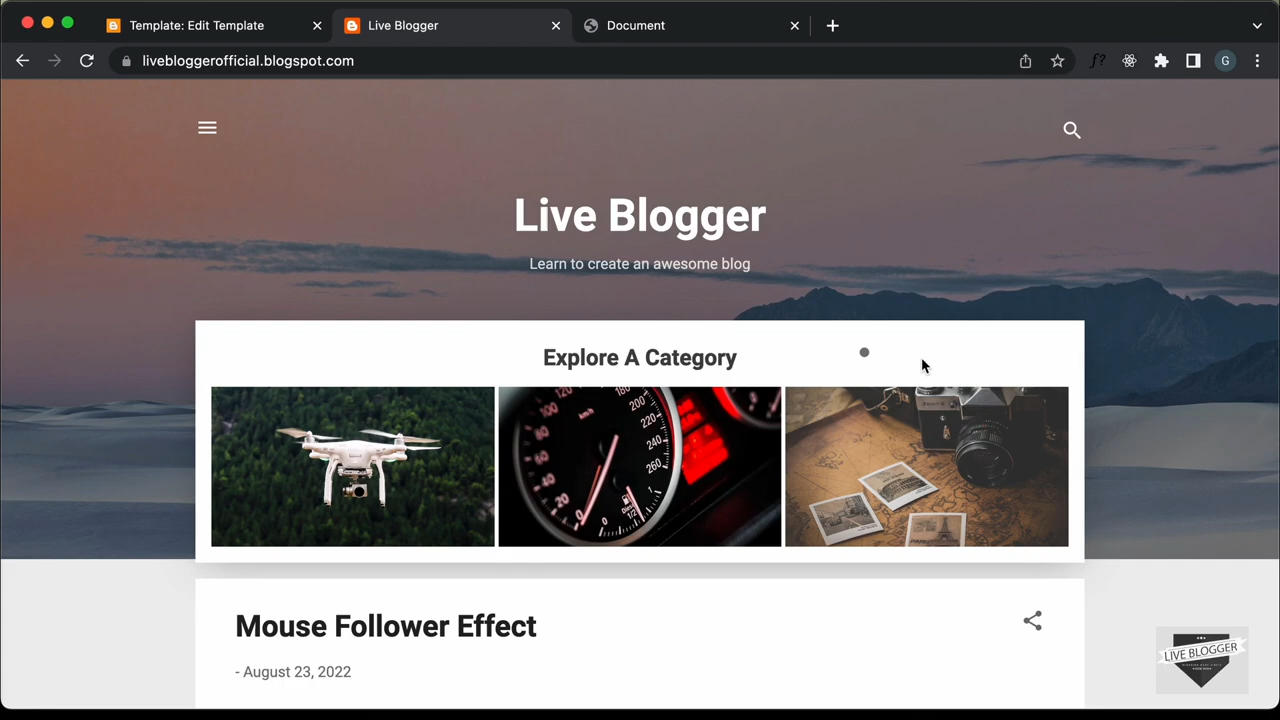 Template: Edit Template
Live Blogger
Document
livebloggerofficial.blogspot.com
f?
G
Live Blogger
Learn to create an awesome blog
Explore A Category
Mouse Follower Effect
- August 23, 2022
LIVE BLOGGER